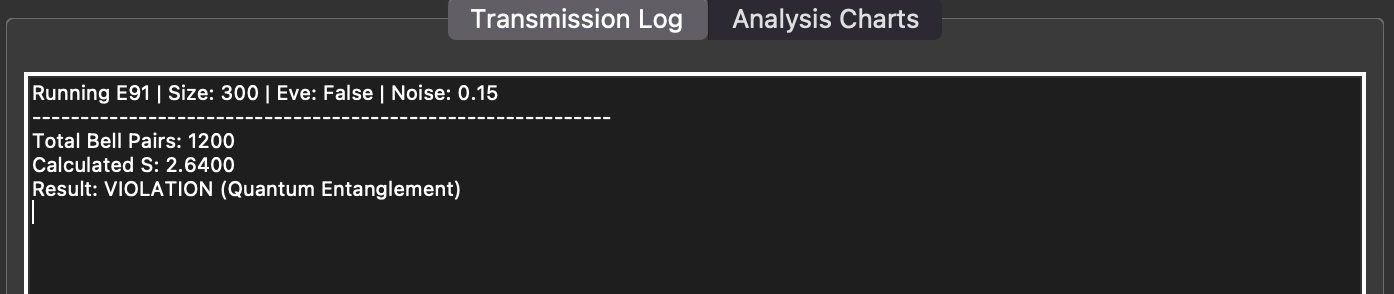 Transmission Log
Analysis Charts
Running E91 | Size: 300 | Eve: False | Noise: 0.15
------------------------------------------------------------
Total Bell Pairs: 1200
Calculated S: 2.6400
Result: VIOLATION (Quantum Entanglement)